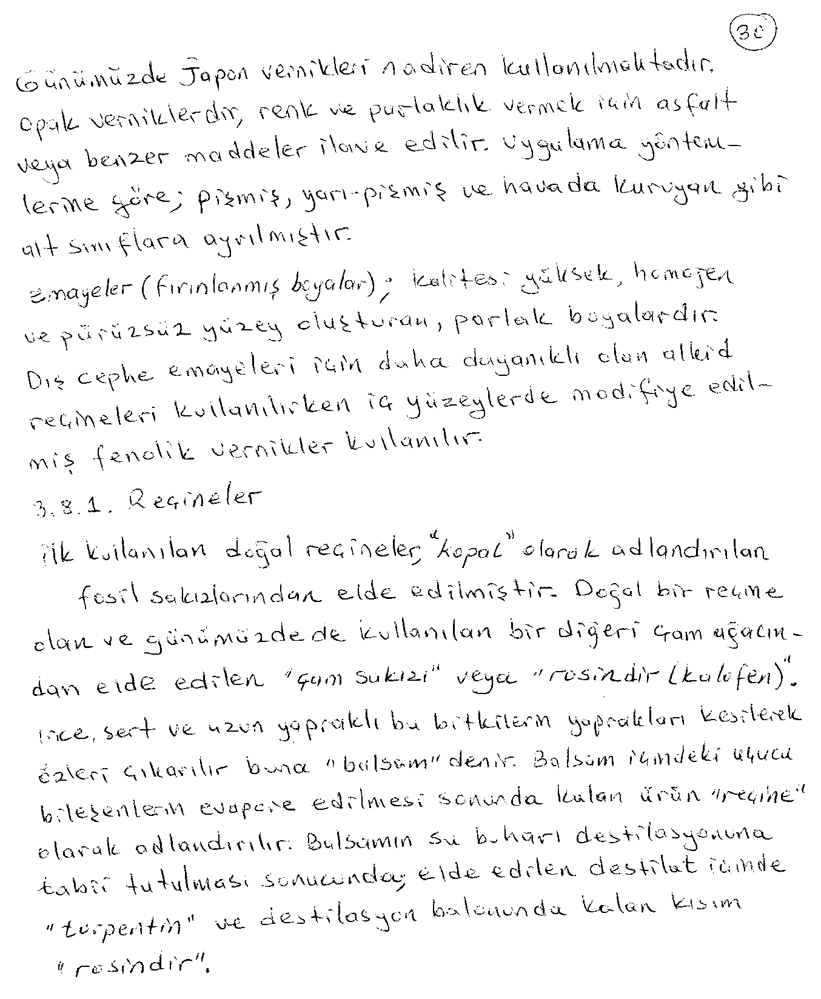 30
Günümüzde Japon vernikleri nadiren kullanılmaktadır.
Opak verniklerdir, renk ve parlaklık vermek için asfalt
veya benzer maddeler ilave edilir. Uygulama yöntem-
lerine göre; pişmiş, yarı-pişmiş ve havada kuruyan gibi
alt sınıflara ayrılmıştır.
Emayeler (fırınlanmış boyalar); kalitesi yüksek, homojen
ve pürüzsüz yüzey oluşturan, parlak boyalardır.
Dış cephe emayeleri için daha dayanıklı olan alkid
reçineleri kullanılırken iç yüzeylerde modifiye edil-
miş fenolik vernikler kullanılır.
3.8.1. Reçineler
İlk kullanılan doğal reçineler, "kopal" olarak adlandırılan
fosil sakızlarından elde edilmiştir. Doğal bir reçine
olan ve günümüzde de kullanılan bir diğeri çam ağacın-
dan elde edilen "çam sakızı" veya "rosindir (kolofen)".
İnce, sert ve uzun yapraklı bu bitkilerin yaprakları kesilerek
özleri çıkarılır buna "balsam" denir. Balsam içindeki uçucu
bileşenlerin evapore edilmesi sonunda kalan ürün "reçine"
olarak adlandırılır. Balsamın su buharı destilasyonuna
tabii tutulması sonucunda; elde edilen destilat içinde
"turpentin" ve destilasyon balonunda kalan kısım
"rosindir".